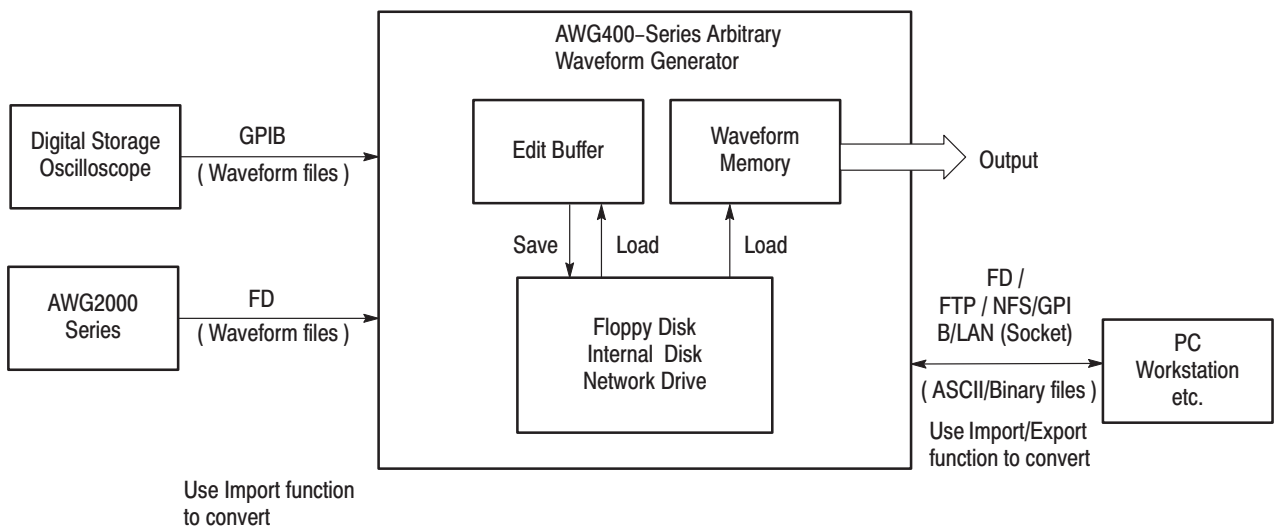 AWG400–Series Arbitrary
Waveform Generator
Digital Storage
Oscilloscope
GPIB
( Waveform files )
Edit Buffer
Waveform
Memory
Output
Save
Load
Load
AWG2000
Series
FD
( Waveform files )
Floppy Disk
Internal Disk
Network Drive
FD /
FTP / NFS/GPI
B/LAN (Socket)
( ASCII/Binary files )
Use Import/Export
function to convert
PC
Workstation
etc.
Use Import function
to convert